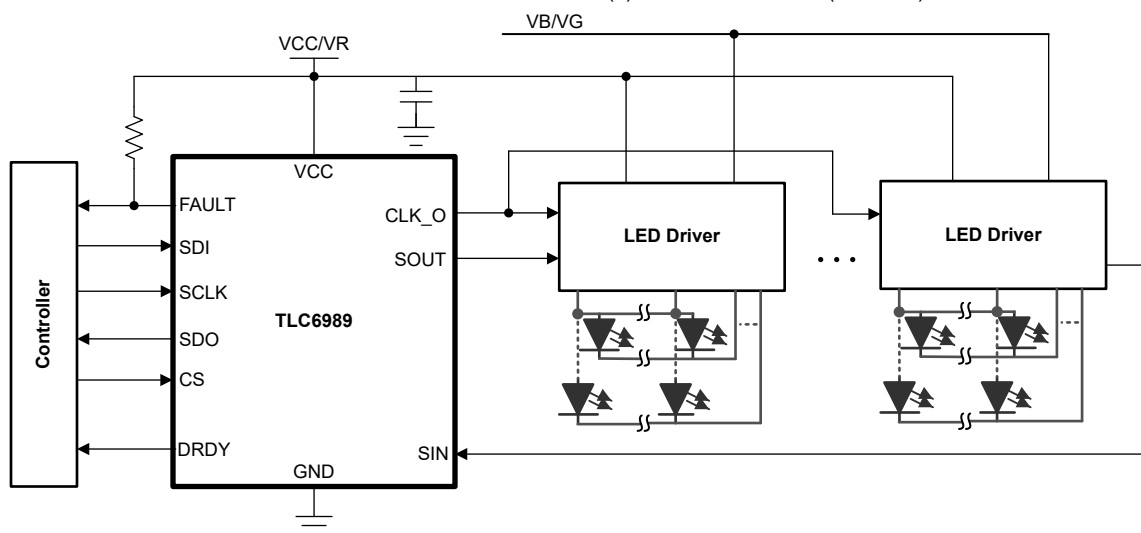 VB/VG
VCC/VR
VCC
FAULT
SDI
SCLK
SDO
CS
DRDY
GND
CLK_O
SOUT
SIN
TLC6989
Controller
LED Driver
...
LED Driver